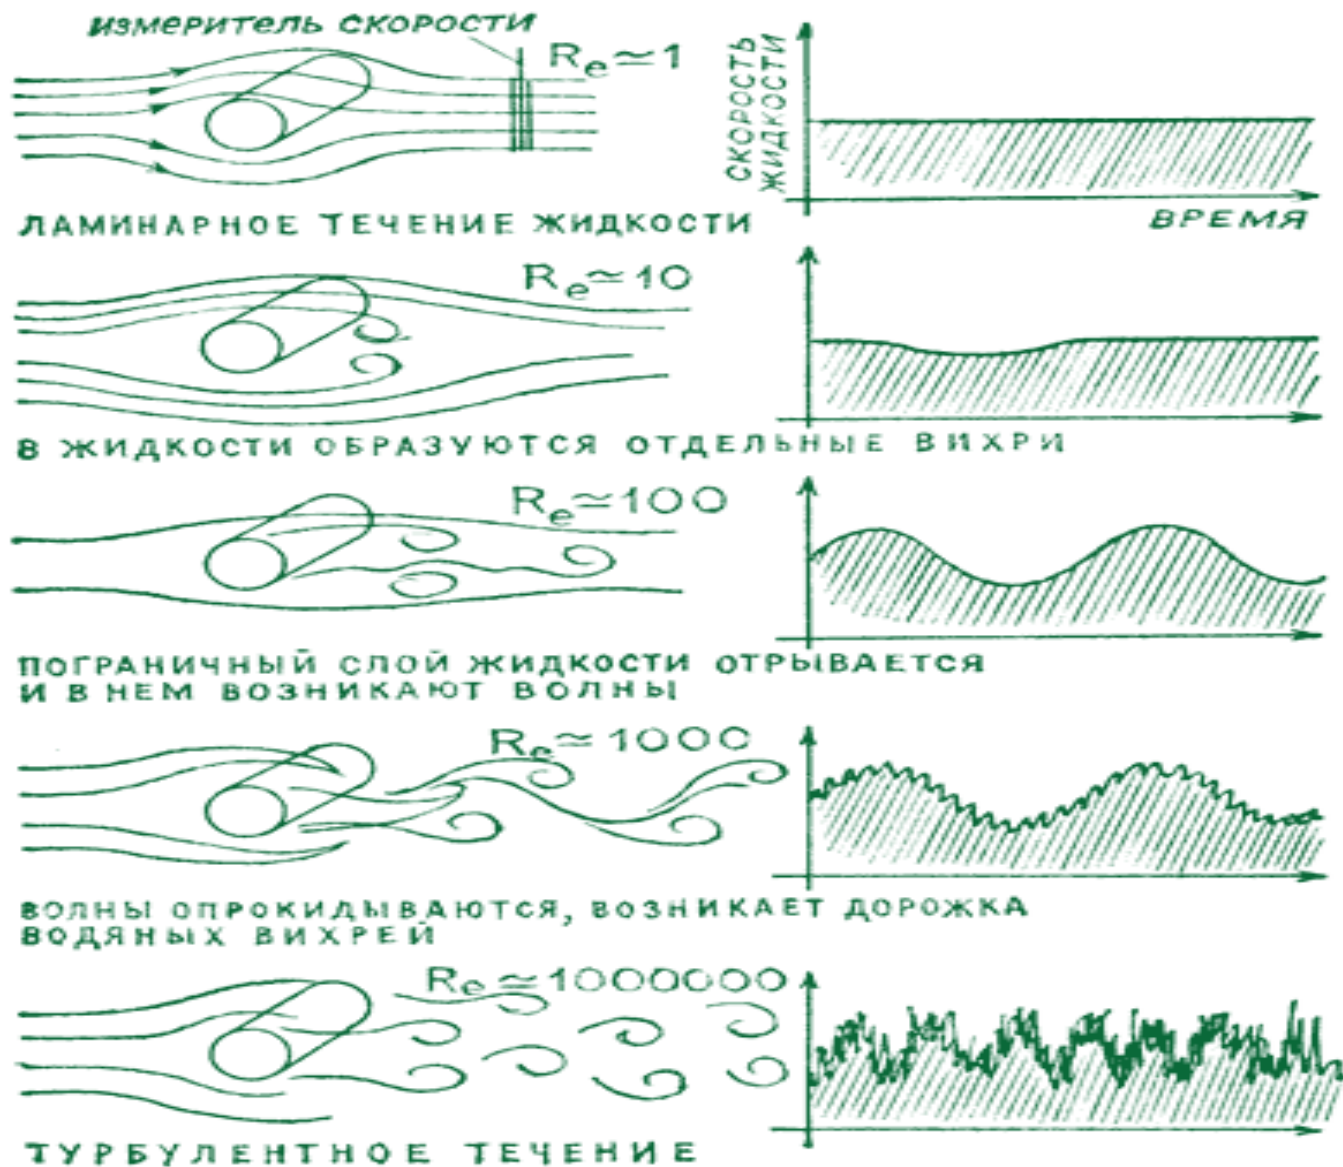 ИЗМЕРИТЕЛЬ СКОРОСТИ
Re≃1
СКОРОСТЬ
ЖИДКОСТИ
ВРЕМЯ
ЛАМИНАРНОЕ ТЕЧЕНИЕ ЖИДКОСТИ
Re≃10
В ЖИДКОСТИ ОБРАЗУЮТСЯ ОТДЕЛЬНЫЕ ВИХРИ
Re≃100
ПОГРАНИЧНЫЙ СЛОЙ ЖИДКОСТИ ОТРЫВАЕТСЯ
И В НЕМ ВОЗНИКАЮТ ВОЛНЫ
Re≃1000
ВОЛНЫ ОПРОКИДЫВАЮТСЯ, ВОЗНИКАЕТ ДОРОЖКА
ВОДЯНЫХ ВИХРЕЙ
Re≃1000000
ТУРБУЛЕНТНОЕ ТЕЧЕНИЕ